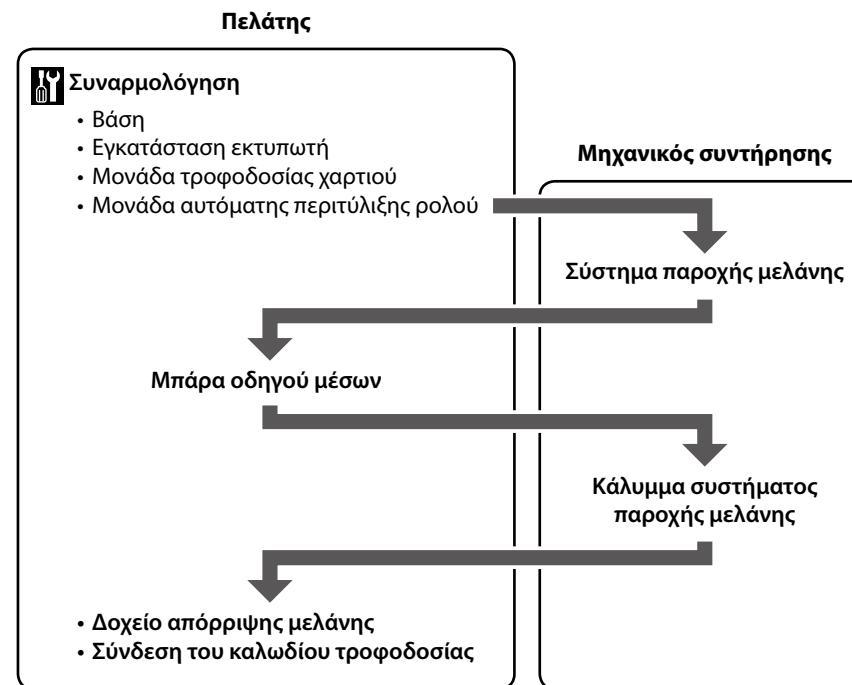 Πελάτης
Συναρμολόγηση
• Βάση
• Εγκατάσταση εκτυπωτή
• Μονάδα τροφοδοσίας χαρτιού
• Μονάδα αυτόματης περιτύλιξης ρολού
Μηχανικός συντήρησης
Σύστημα παροχής μελάνης
Μπάρα οδηγού μέσων
Κάλυμμα συστήματος
παροχής μελάνης
• Δοχείο απόρριψης μελάνης
• Σύνδεση του καλωδίου τροφοδοσίας